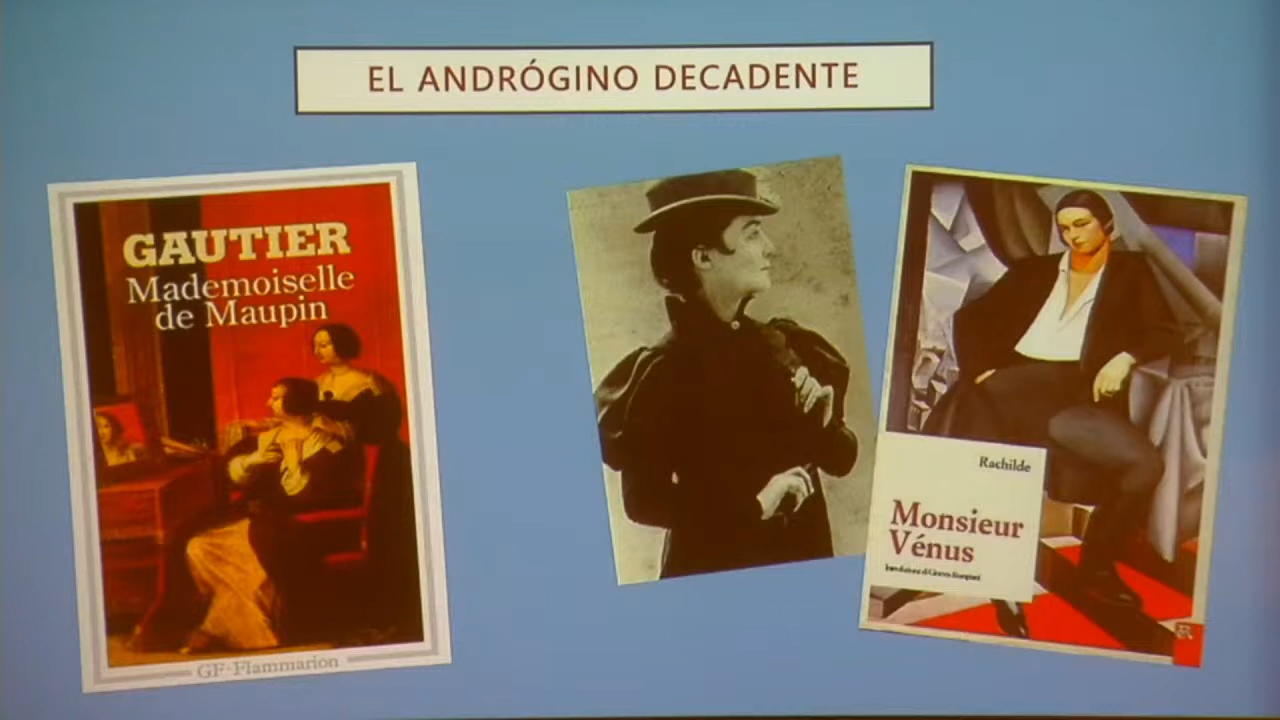 EL ANDRÓGINO DECADENTE
GAUTIER
Mademoiselle
de Maupin
GF-Flammarion
Rachilde
Monsieur
Vénus